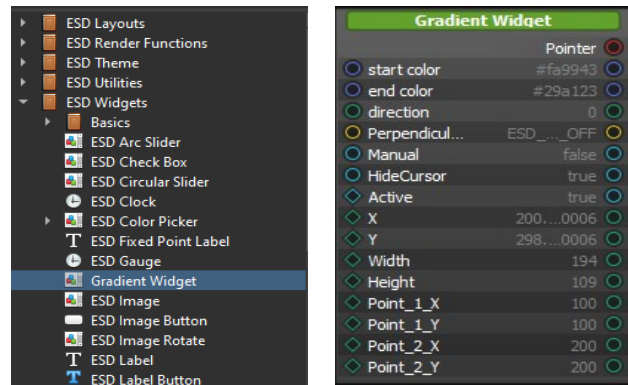 ESD Layouts
ESD Render Functions
ESD Theme
ESD Utilities
ESD Widgets
Basics
ESD Arc Slider
ESD Check Box
ESD Circular Slider
ESD Clock
ESD Color Picker
ESD Fixed Point Label
ESD Gauge
Gradient Widget
ESD Image
ESD Image Button
ESD Image Rotate
ESD Label
ESD Label Button
Gradient Widget
Pointer
start color #fa9943
end color #29a123
direction 0
Perpendicul... ESD_..._OFF
Manual false
HideCursor true
Active true
X 200....0006
Y 298....0006
Width 194
Height 109
Point_1_X 100
Point_1_Y 100
Point_2_X 200
Point_2_Y 200